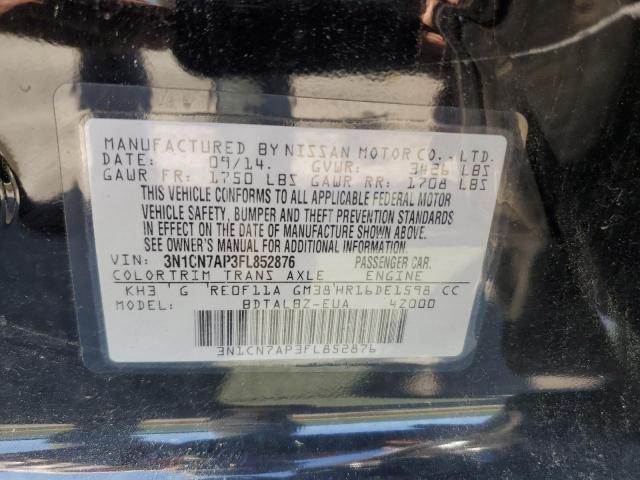 MANUFACTURED BY NISSAN MOTOR CO., LTD.
DATE: 09/14. GVWR: 3426 LBS
GAWR FR: 1750 LBS GAWR RR: 1708 LBS
THIS VEHICLE CONFORMS TO ALL APPLICABLE FEDERAL MOTOR
VEHICLE SAFETY, BUMPER AND THEFT PREVENTION STANDARDS
IN EFFECT ON THE DATE OF MANUFACTURE SHOWN ABOVE.
SEE OWNER'S MANUAL FOR ADDITIONAL INFORMATION.
VIN: 3N1CN7AP3FL852876 PASSENGER CAR.
COLOR TRIM TRANS AXLE ENGINE
KH3 G RE0F11A GM38 HR16DE1598 CC
MODEL: BDTALBZ-EUA 42000
3N1CN7AP3FL852876